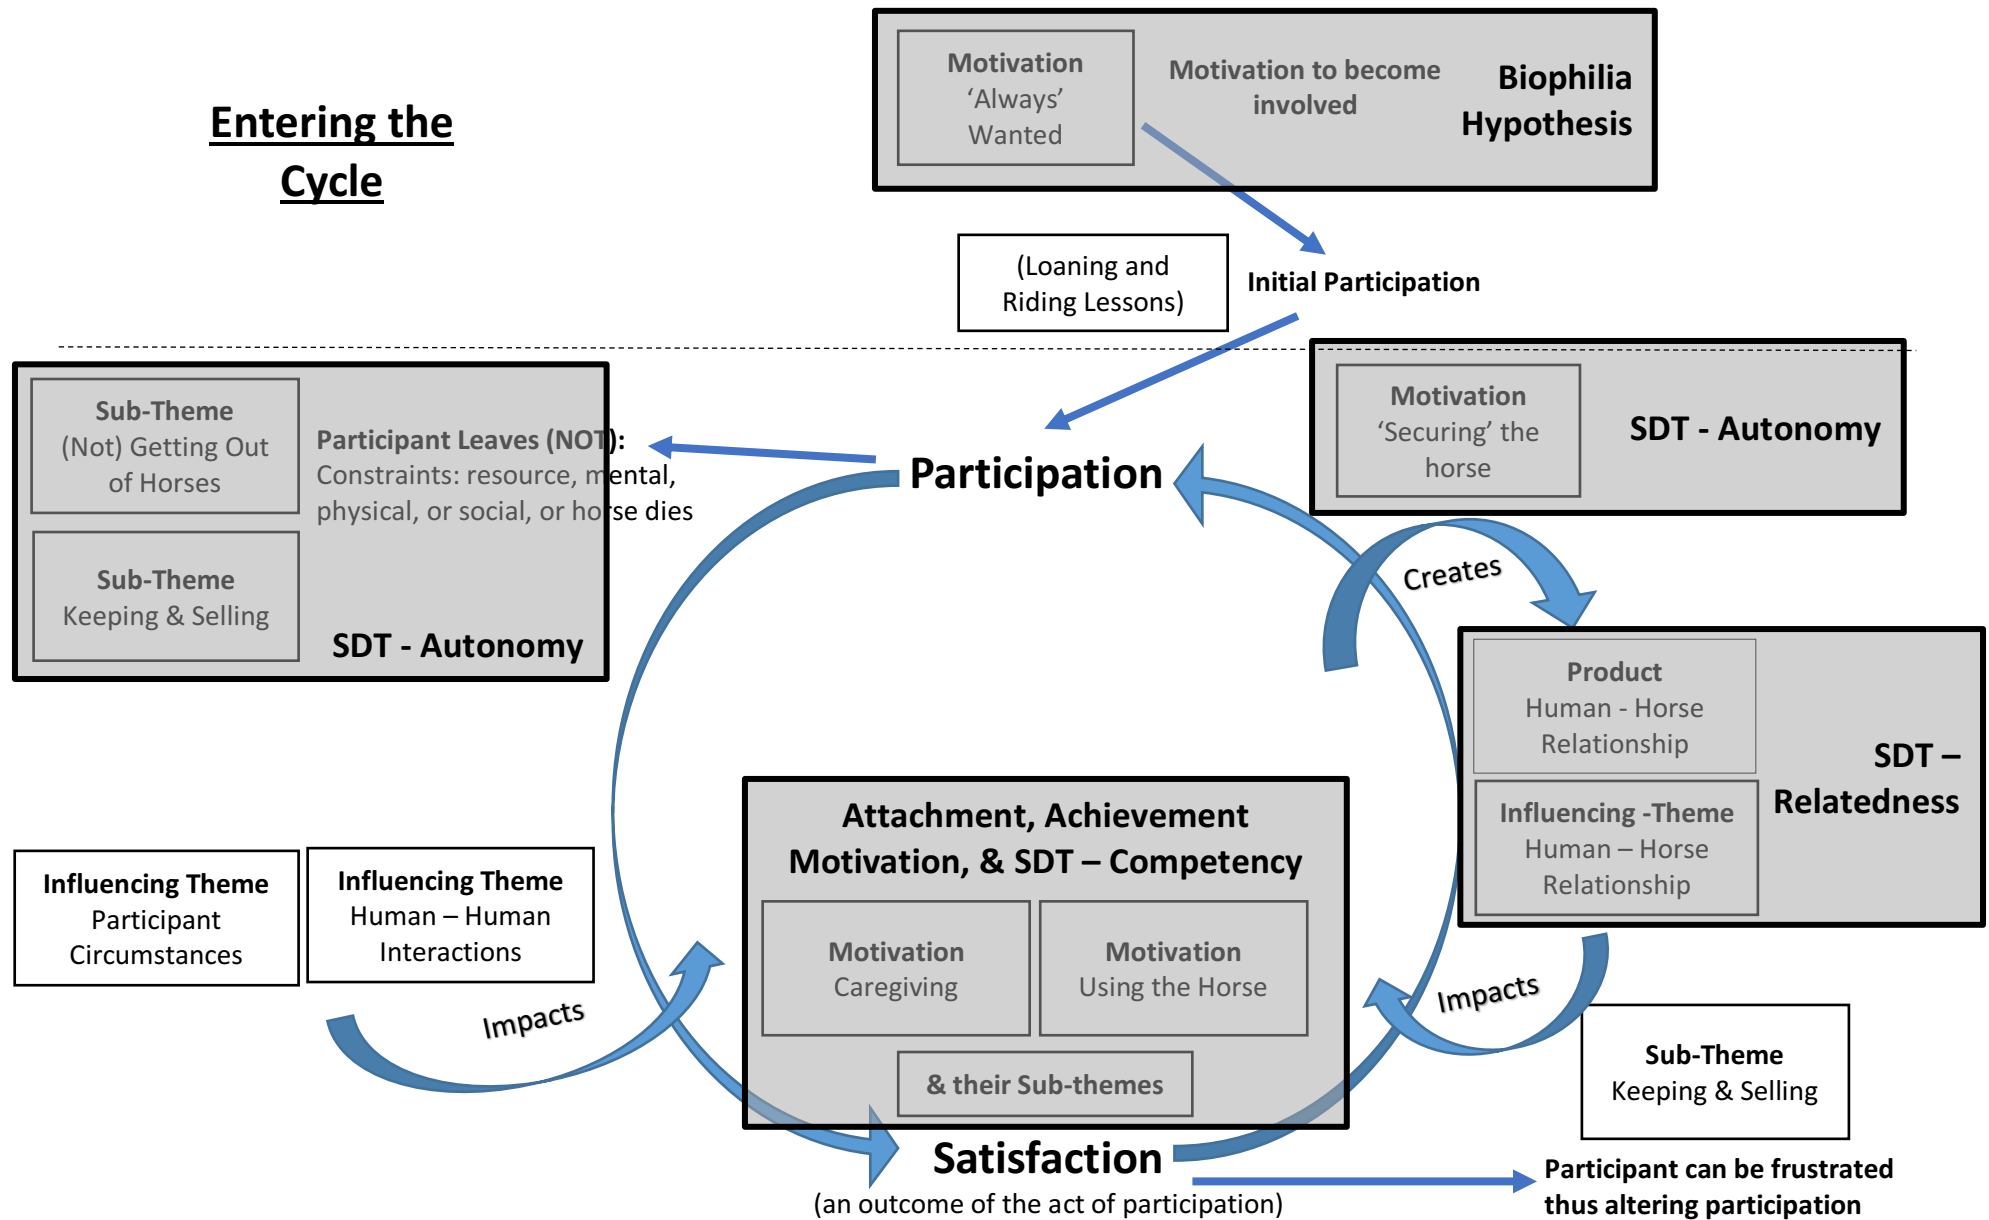 Entering the
Cycle
Motivation
‘Always’
Wanted
Motivation to become
involved
Biophilia
Hypothesis
(Loaning and
Riding Lessons)
Initial Participation
Sub-Theme
(Not) Getting Out
of Horses
Participant Leaves (NOT):
Constraints: resource, mental,
physical, or social, or horse dies
Sub-Theme
Keeping & Selling
SDT - Autonomy
Participation
Motivation
‘Securing’ the
horse
SDT - Autonomy
Creates
Product
Human - Horse
Relationship
Influencing -Theme
Human – Horse
Relationship
SDT –
Relatedness
Attachment, Achievement
Motivation, & SDT – Competency
Motivation
Caregiving
Motivation
Using the Horse
& their Sub-themes
Influencing Theme
Participant
Circumstances
Influencing Theme
Human – Human
Interactions
Impacts
Impacts
Sub-Theme
Keeping & Selling
Satisfaction
(an outcome of the act of participation)
Participant can be frustrated
thus altering participation